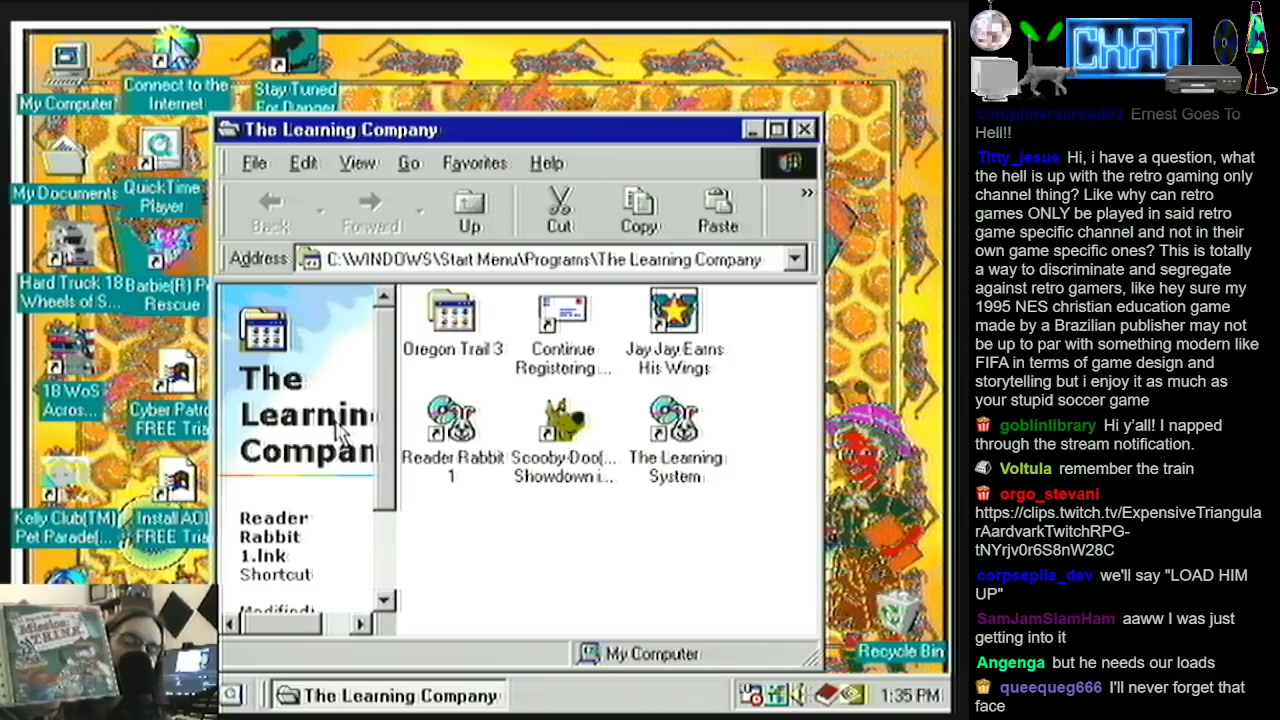 My Computer
Connect to the
Internet
Stay Tuned
For Danger
My Documents
QuickTime
Player
Hard Truck 18
Wheels of S...
Barbie(R) P
Rescue
18 WoS
Acros...
Cyber Patro
FREE Tria
Kelly Club(TM)
Pet Parade(...
Install AOL
FREE Tria
The Learning Company
File Edit View Go Favorites Help
Back Forward Up Cut Copy Paste »
Address C:\WINDOWS\Start Menu\Programs\The Learning Company
The
Learnin
Compan
Reader
Rabbit
1.lnk
Shortcut
Modified:
Oregon Trail 3
Continue
Registering ...
Jay Jay Earns
His Wings
Reader Rabbit
1
Scooby-Doo(...
Showdown i...
The Learning
System
My Computer
Recycle Bin
The Learning Company
1:35 PM
Mission:
T.H.I.N.K.
CHAT
Ernest Goes To
Hell!!
Titty_jesus Hi, i have a question, what
the hell is up with the retro gaming only
channel thing? Like why can retro
games ONLY be played in said retro
game specific channel and not in their
own game specific ones? This is totally
a way to discriminate and segregate
against retro gamers, like hey sure my
1995 NES christian education game
made by a Brazilian publisher may not
be up to par with something modern like
FIFA in terms of game design and
storytelling but i enjoy it as much as
your stupid soccer game
goblinlibrary Hi y'all! I napped
through the stream notification.
Voltula remember the train
orgo_stevani
https://clips.twitch.tv/ExpensiveTriangula
rAardvarkTwitchRPG-
tNYrjv0r6S8nW28C
corpsepile_dev we'll say "LOAD HIM
UP"
SamJamSlamHam aaww I was just
getting into it
Angenga but he needs our loads
queequeg666 I'll never forget that
face